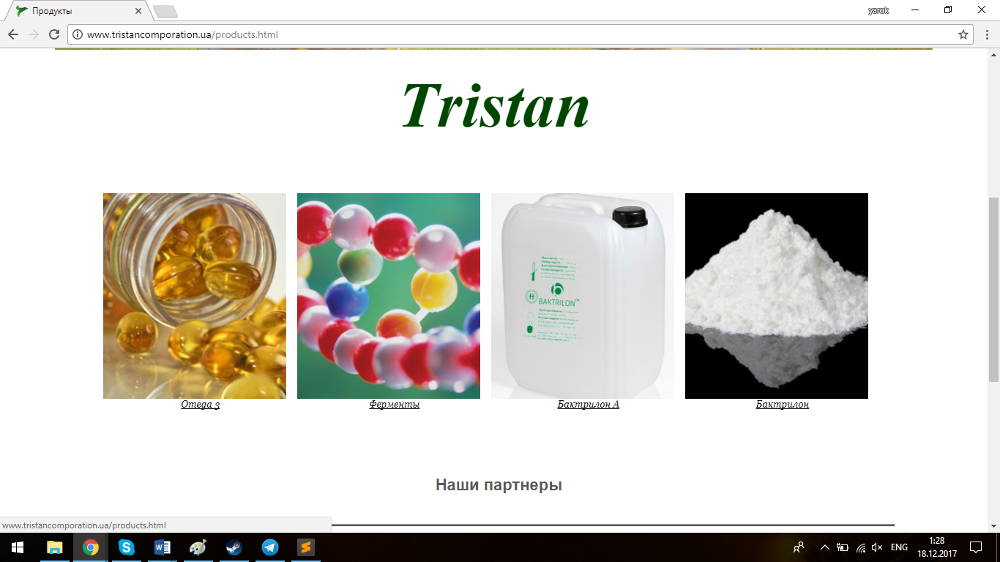 Продукты
yarok
www.tristancomporation.ua/products.html
Tristan
BAKTRILON™
Омега 3
Ферменты
Бактрилон А
Бактрилон
Наши партнеры
www.tristancomporation.ua/products.html
ENG
1:28
18.12.2017